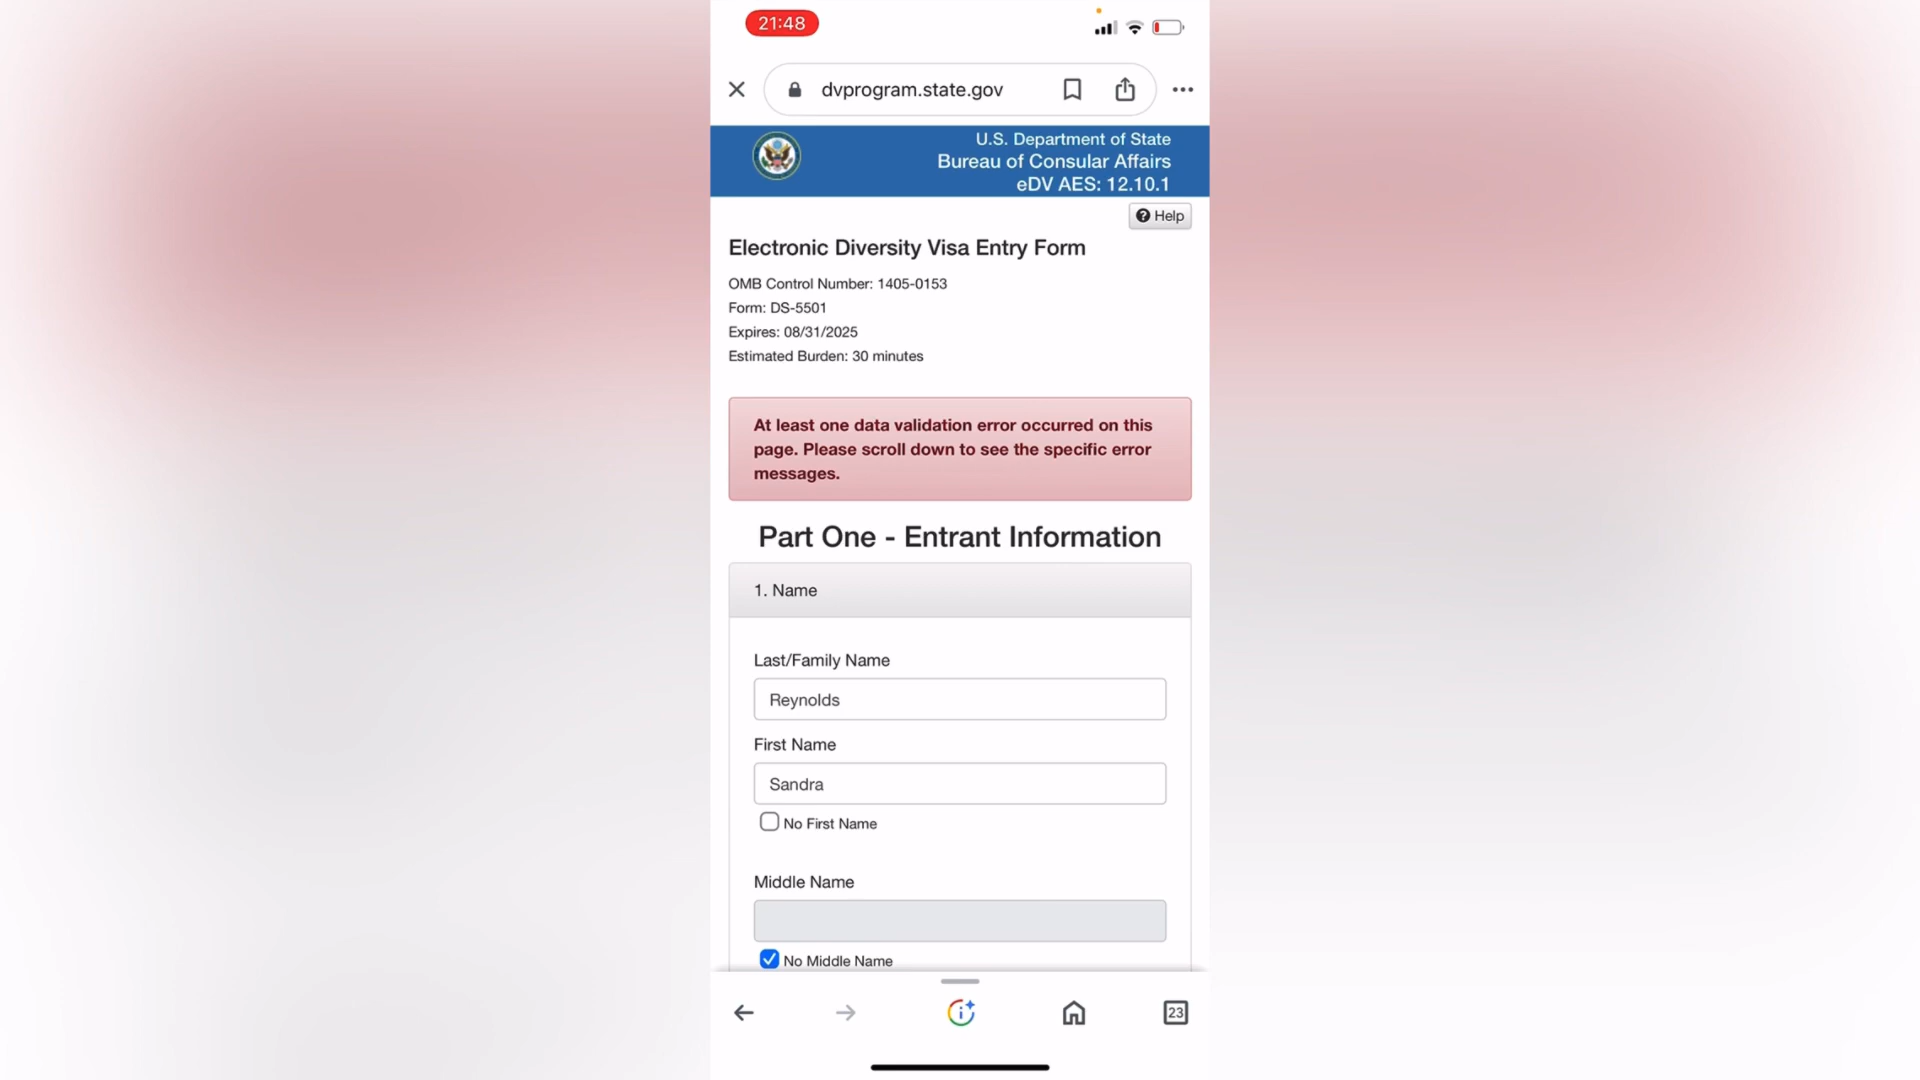 21:48
dvprogram.state.gov
U.S. Department of State
Bureau of Consular Affairs
eDV AES: 12.10.1
Help
Electronic Diversity Visa Entry Form
OMB Control Number: 1405-0153
Form: DS-5501
Expires: 08/31/2025
Estimated Burden: 30 minutes
At least one data validation error occurred on this
page. Please scroll down to see the specific error
messages.
Part One - Entrant Information
1. Name
Last/Family Name
Reynolds
First Name
Sandra
No First Name
Middle Name
No Middle Name
23